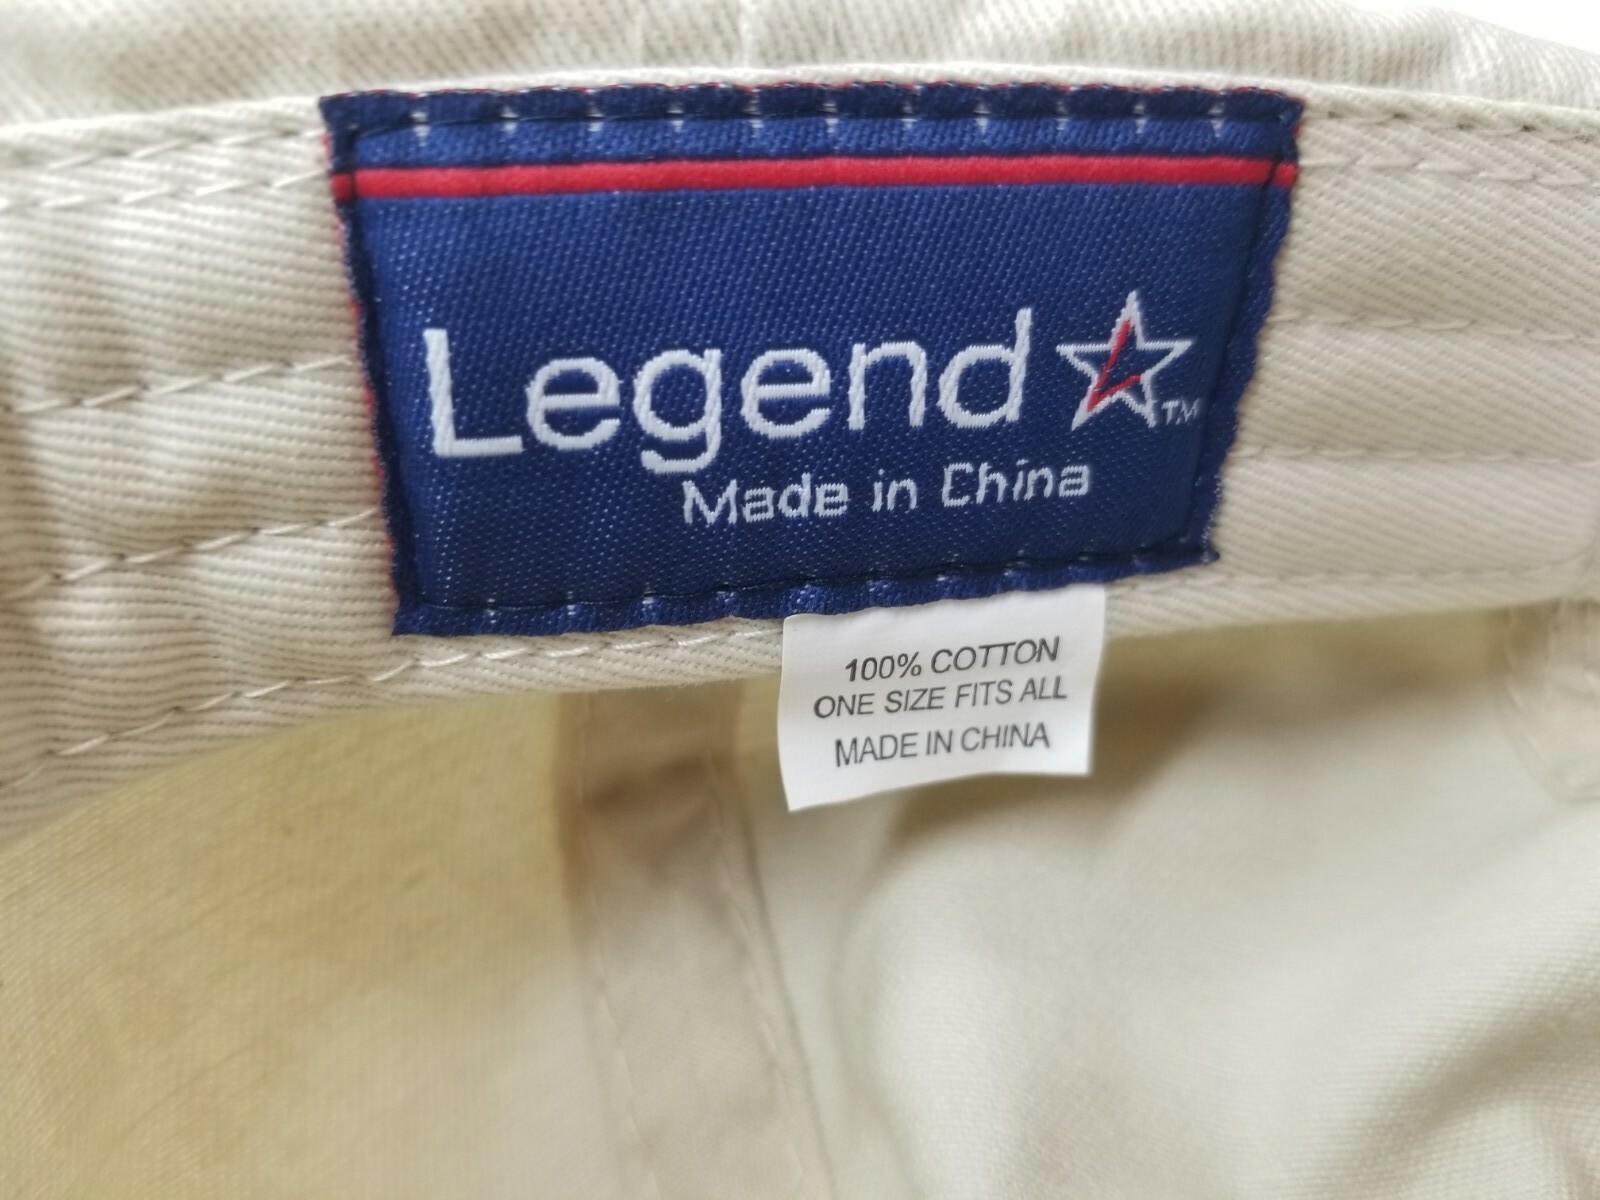 Legend TM
Made in China
100% COTTON
ONE SIZE FITS ALL
MADE IN CHINA